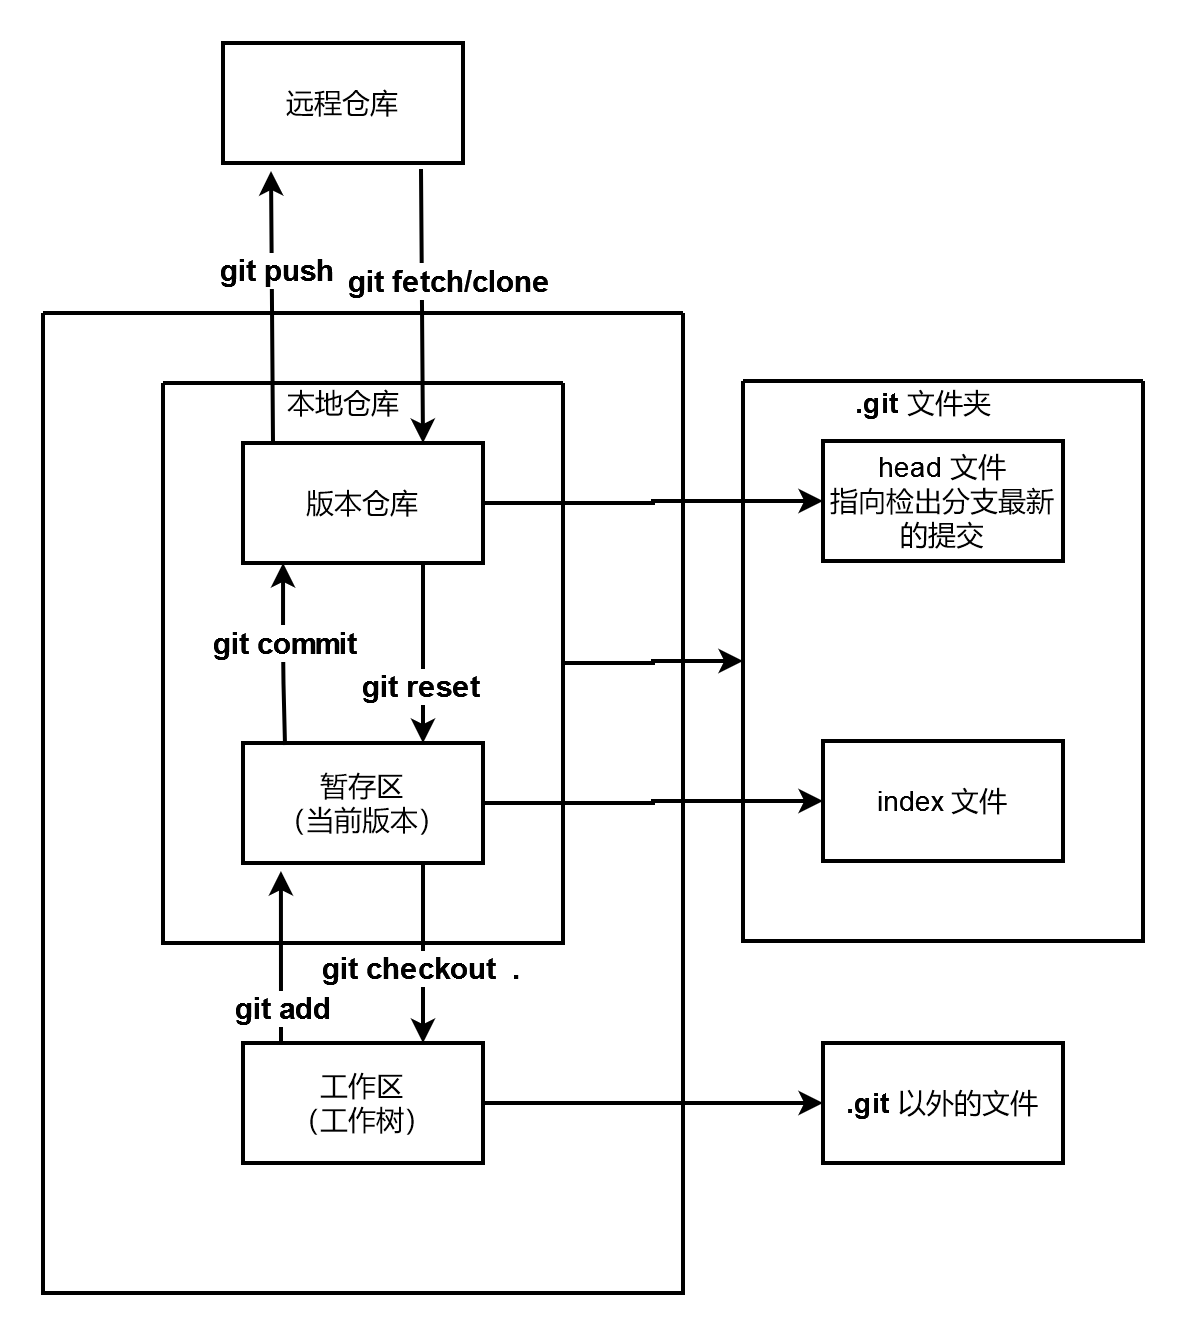 远程仓库
git push
git fetch/clone
本地仓库
版本仓库
git commit
git reset
暂存区
（当前版本）
git checkout .
git add
工作区
（工作树）
.git 文件夹
head 文件
指向检出分支最新
的提交
index 文件
.git 以外的文件